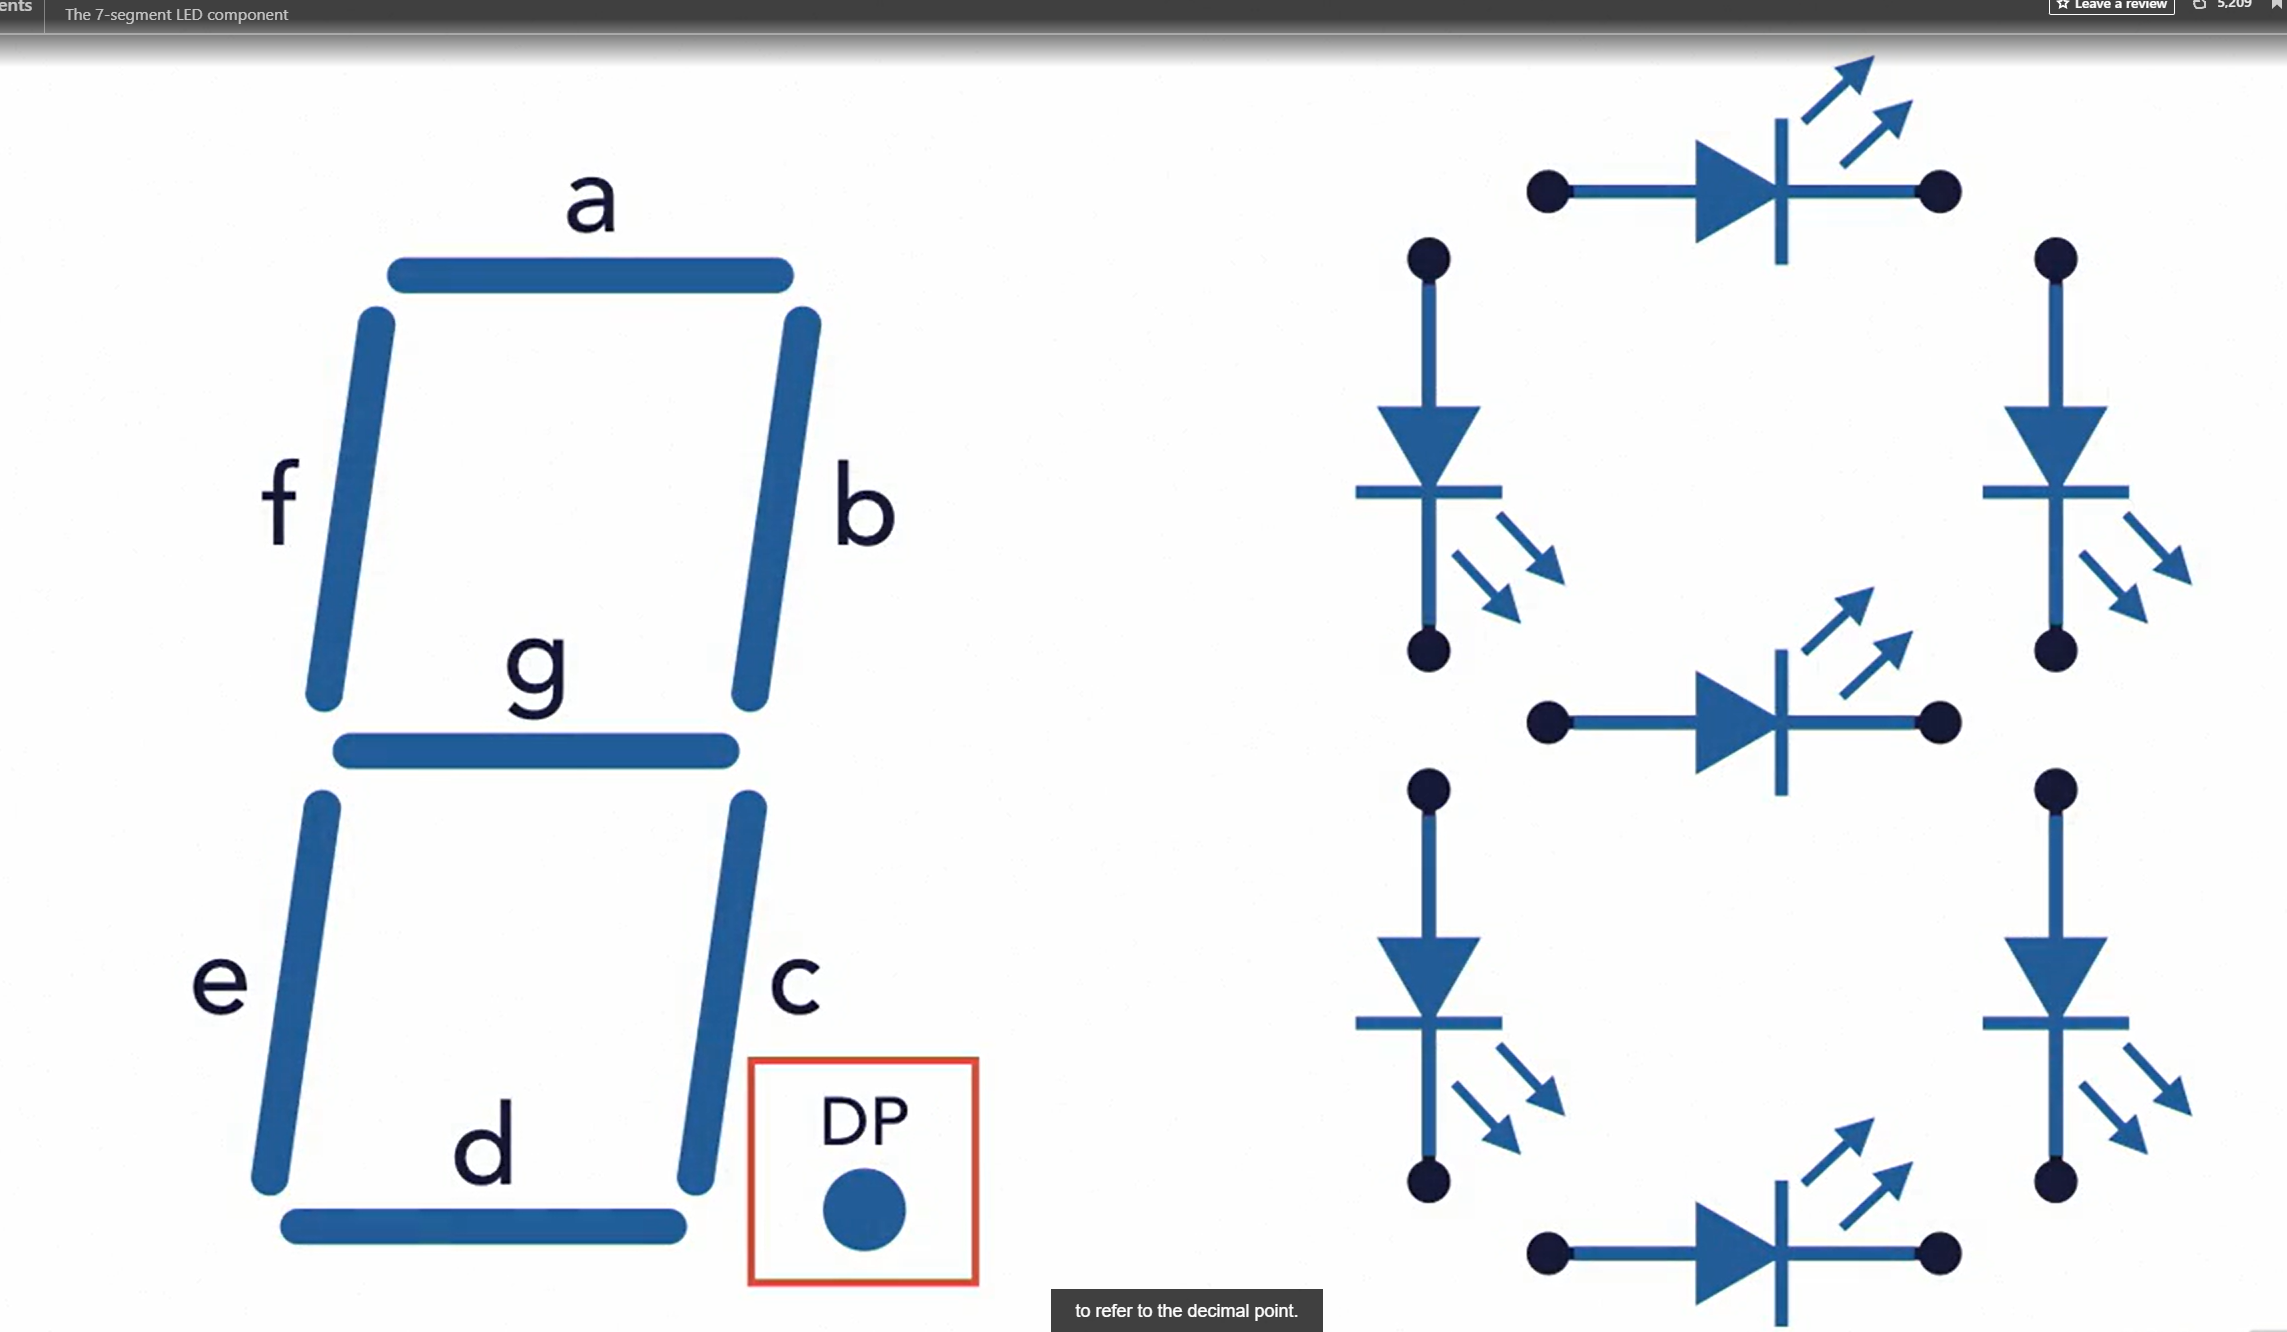 ents
The 7-segment LED component
Leave a review
5,209
a
f
b
g
e
c
d
DP
to refer to the decimal point.